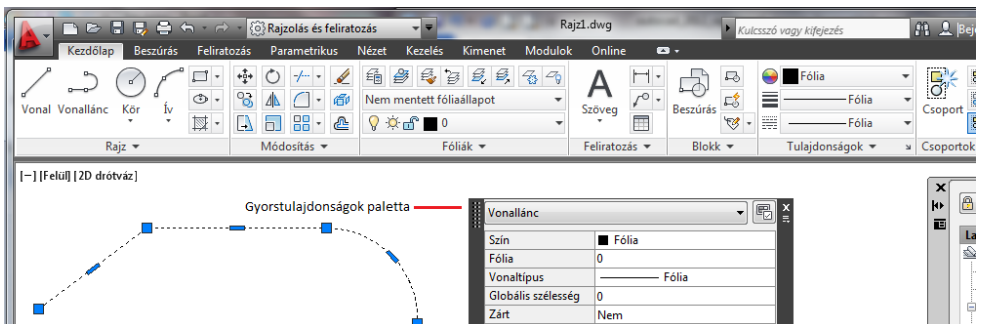 Rajzolás és feliratozás
Rajz1.dwg
Kulcsszó vagy kifejezés
Kezdőlap Beszúrás Feliratozás Parametrikus Nézet Kezelés Kimenet Modulok Online
Vonal Vonallánc Kör Ív
Nem mentett fóliaállapot
0
Szöveg
Beszúrás
Fólia
Fólia
Fólia
Csoport
Rajz Módosítás Fóliák Feliratozás Blokk Tulajdonságok Csoportok
[−] [Felül] [2D drótváz]
Gyorstulajdonságok paletta
Vonallánc
Szín Fólia
Fólia 0
Vonaltípus Fólia
Globális szélesség 0
Zárt Nem